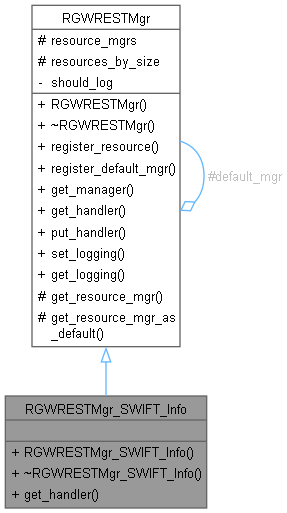 RGWRESTMgr
# resource_mgrs
# resources_by_size
- should_log
+ RGWRESTMgr()
+ ~RGWRESTMgr()
+ register_resource()
+ register_default_mgr()
+ get_manager()
+ get_handler()
+ put_handler()
+ set_logging()
+ get_logging()
# get_resource_mgr()
# get_resource_mgr_as
_default()
#default_mgr
RGWRESTMgr_SWIFT_Info
+ RGWRESTMgr_SWIFT_Info()
+ ~RGWRESTMgr_SWIFT_Info()
+ get_handler()